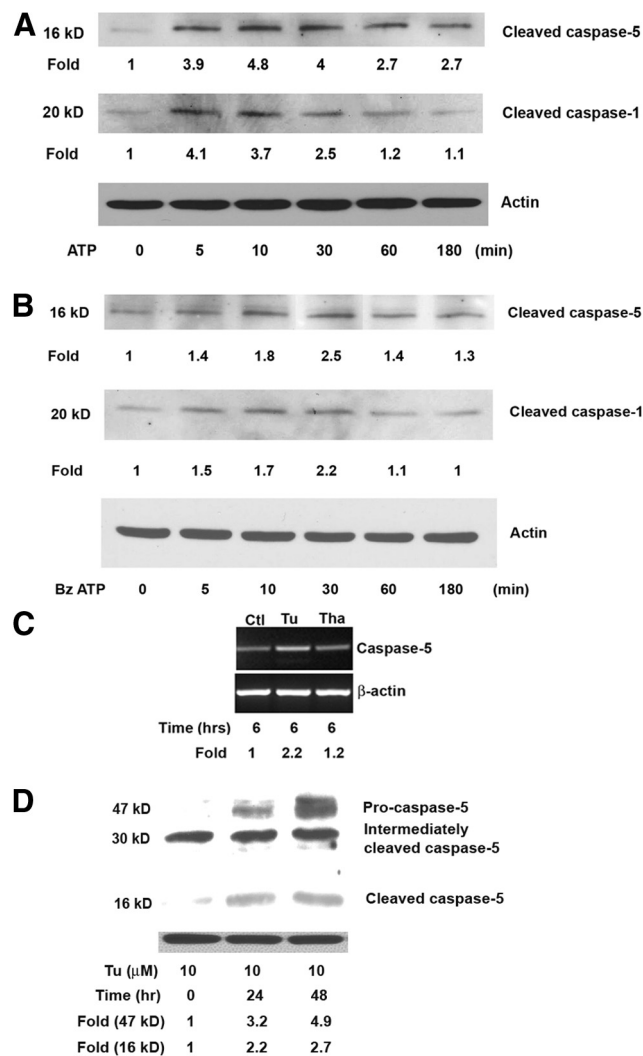 A
16 kD Cleaved caspase-5
Fold 1 3.9 4.8 4 2.7 2.7
20 kD Cleaved caspase-1
Fold 1 4.1 3.7 2.5 1.2 1.1
Actin
ATP 0 5 10 30 60 180 (min)
B
16 kD Cleaved caspase-5
Fold 1 1.4 1.8 2.5 1.4 1.3
20 kD Cleaved caspase-1
Fold 1 1.5 1.7 2.2 1.1 1
Actin
Bz ATP 0 5 10 30 60 180 (min)
C
Ctl Tu Tha
Caspase-5
β-actin
Time (hrs) 6 6 6
Fold 1 2.2 1.2
D
47 kD Pro-caspase-5
30 kD Intermediately
cleaved caspase-5
16 kD Cleaved caspase-5
Tu (μM) 10 10 10
Time (hr) 0 24 48
Fold (47 kD) 1 3.2 4.9
Fold (16 kD) 1 2.2 2.7